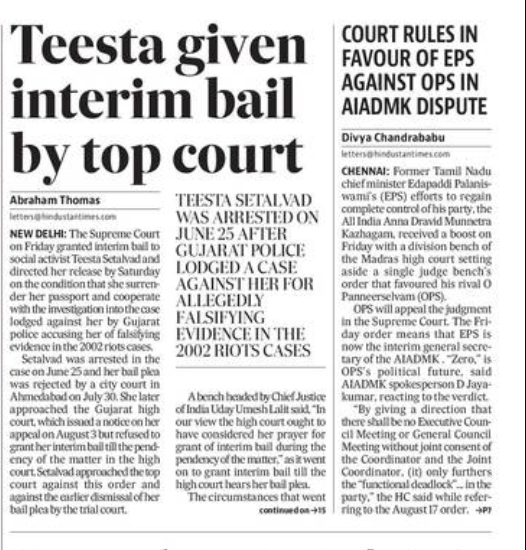 Teesta given
interim bail
by top court
Abraham Thomas
letters@hindustantimes.com
NEW DELHI: The Supreme Court
on Friday granted interim bail to
social activist Teesta Setalvad and
directed her release by Saturday
on the condition that she surren-
der her passport and cooperate
with the investigation into the case
lodged against her by Gujarat
police accusing her of falsifying
evidence in the 2002 riots cases.
Setalvad was arrested in the
case on June 25 and her bail plea
was rejected by a city court in
Ahmedabad on July 30. She later
approached the Gujarat high
court, which issued a notice on her
appeal on August 3 but refused to
grant her interim bail till the pend-
ency of the matter in the high
court. Setalvad approached the top
court against this order and
against the earlier dismissal of her
bail plea by the trial court.
TEESTA SETALVAD
WAS ARRESTED ON
JUNE 25 AFTER
GUJARAT POLICE
LODGED A CASE
AGAINST HER FOR
ALLEGEDLY
FALSIFYING
EVIDENCE IN THE
2002 RIOTS CASES
A bench headed by Chief Justice
of India Uday Umesh Lalit said, "In
our view the high court ought to
have considered her prayer for
grant of interim bail during the
pendency of the matter," as it went
on to grant interim bail till the
high court hears her bail plea.
The circumstances that went
continued on →15
COURT RULES IN
FAVOUR OF EPS
AGAINST OPS IN
AIADMK DISPUTE
Divya Chandrababu
letters@hindustantimes.com
CHENNAI: Former Tamil Nadu
chief minister Edapaddi Palanis-
wami's (EPS) efforts to regain
complete control of his party, the
All India Anna Dravid Munnetra
Kazhagam, received a boost on
Friday with a division bench of
the Madras high court setting
aside a single judge bench's
order that favoured his rival O
Panneerselvam (OPS).
OPS will appeal the judgment
in the Supreme Court. The Fri-
day order means that EPS is
now the interim general secre-
tary of the AIADMK . "Zero," is
OPS's political future, said
AIADMK spokesperson D Jaya-
kumar, reacting to the verdict.
"By giving a direction that
there shall be no Executive Coun-
cil Meeting or General Council
Meeting without joint consent of
the Coordinator and the Joint
Coordinator, (it) only furthers
the "functional deadlock"... in the
party," the HC said while refer-
ring to the August 17 order. →P7